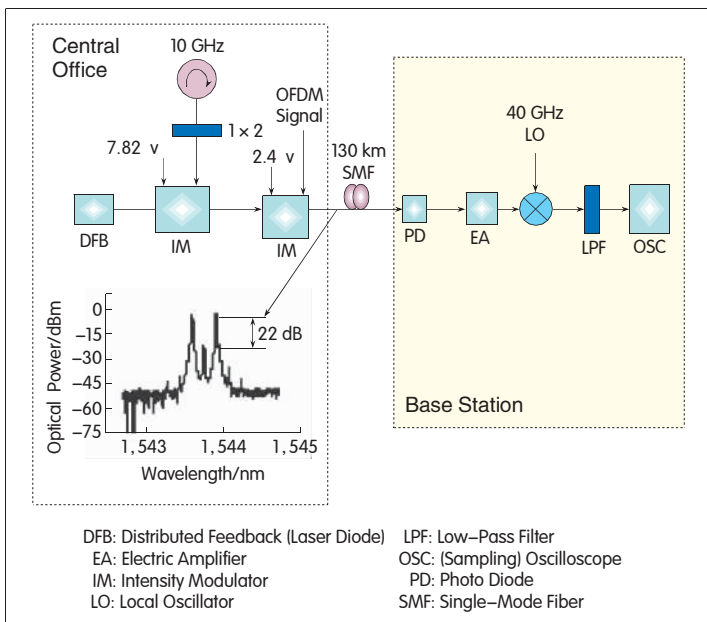 Central
Office
10 GHz
1×2
7.82 v
OFDM
Signal
2.4 v
130 km
SMF
40 GHz
LO
DFB
IM
IM
PD
EA
LPF
OSC
Optical Power/dBm
0
−15
−30
−45
−60
−75
22 dB
1,543
1,544
1,545
Wavelength/nm
Base Station
DFB: Distributed Feedback (Laser Diode)
EA: Electric Amplifier
IM: Intensity Modulator
LO: Local Oscillator
LPF: Low−Pass Filter
OSC: (Sampling) Oscilloscope
PD: Photo Diode
SMF: Single−Mode Fiber